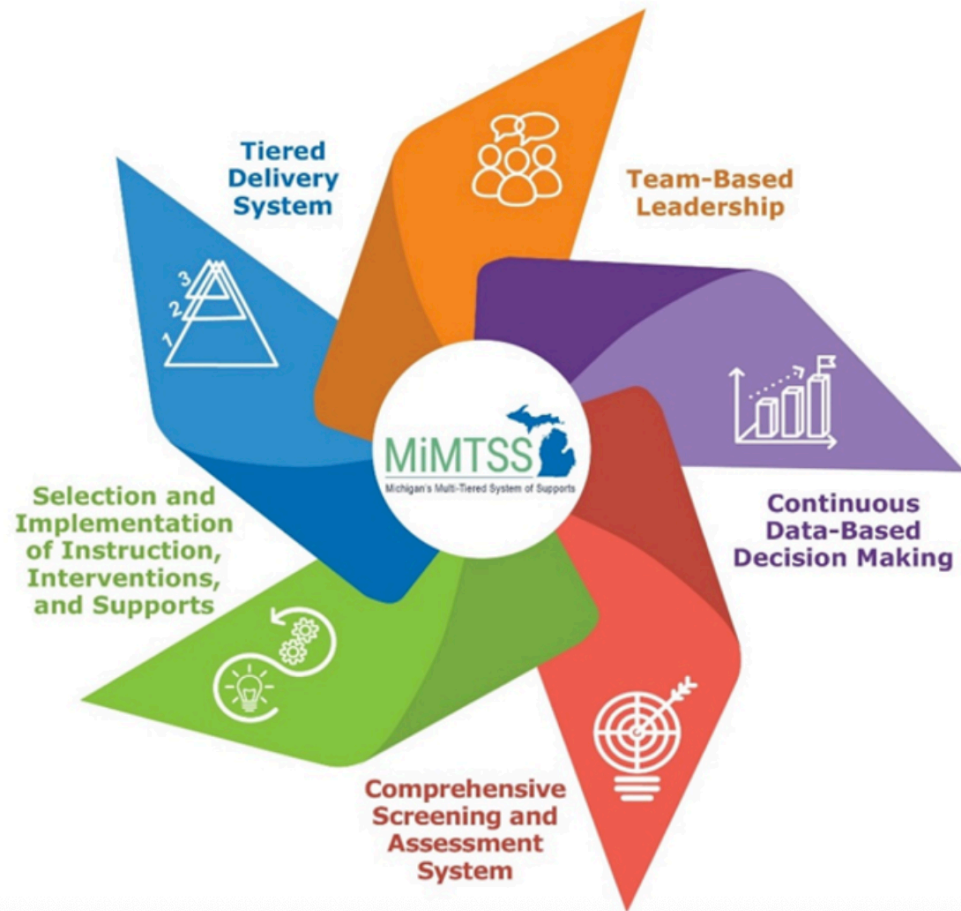 Tiered
Delivery
System
Team-Based
Leadership
3
2
1
MiMTSS
Michigan's Multi-Tiered System of Supports
Selection and
Implementation
of Instruction,
Interventions,
and Supports
Continuous
Data-Based
Decision Making
Comprehensive
Screening and
Assessment
System